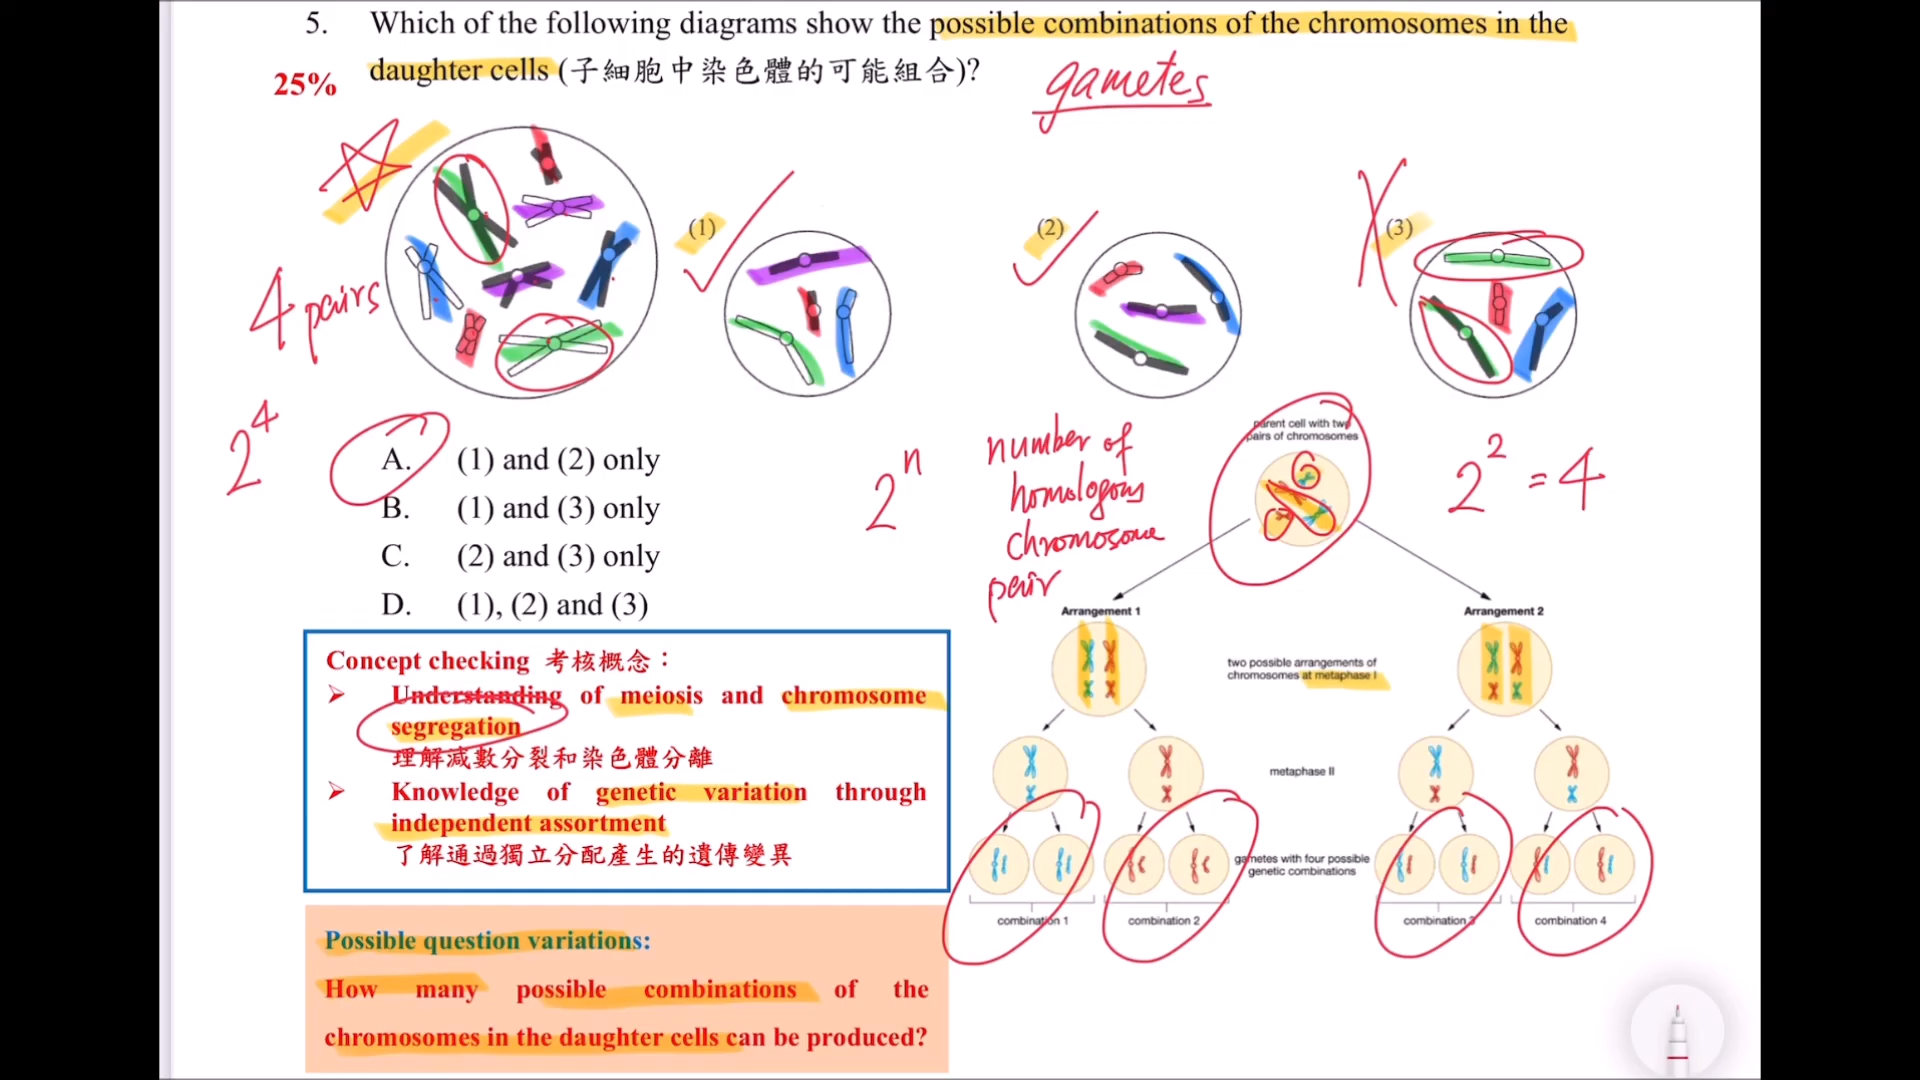 5. Which of the following diagrams show the possible combinations of the chromosomes in the
daughter cells (子細胞中染色體的可能組合)?
25%
gametes
(1)
(2)
(3)
4 pairs
2^4
A. (1) and (2) only
B. (1) and (3) only
C. (2) and (3) only
D. (1), (2) and (3)
2^n
number of
homologous
chromosome
pair
parent cell with two
pairs of chromosomes
2^2 = 4
Arrangement 1
Arrangement 2
two possible arrangements of
chromosomes at metaphase I
metaphase II
gametes with four possible
genetic combinations
combination 1
combination 2
combination 3
combination 4
Concept checking 考核概念：
Understanding of meiosis and chromosome
segregation
理解減數分裂和染色體分離
Knowledge of genetic variation through
independent assortment
了解通過獨立分配產生的遺傳變異
Possible question variations:
How many possible combinations of the
chromosomes in the daughter cells can be produced?